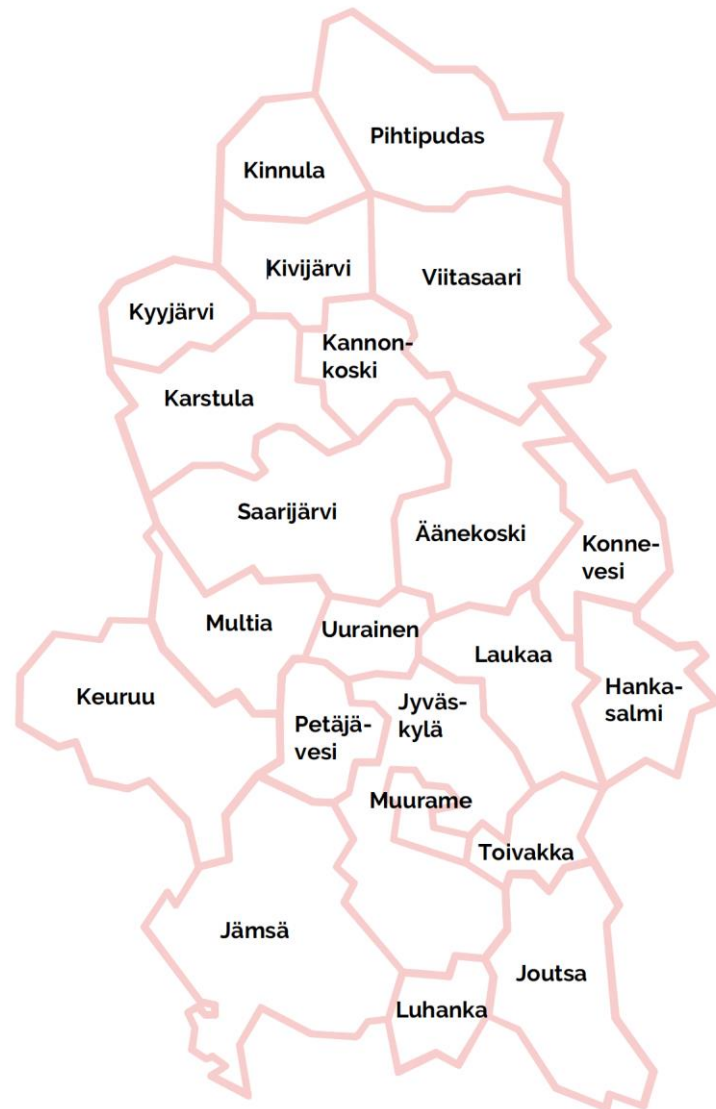 Pihtipudas
Kinnula
Kivijärvi
Viitasaari
Kyyjärvi
Kannon-
koski
Karstula
Saarijärvi
Äänekoski
Konne-
vesi
Multia
Uurainen
Laukaa
Keuruu
Hanka-
salmi
Petäjä-
vesi
Jyväs-
kylä
Muurame
Toivakka
Jämsä
Joutsa
Luhanka